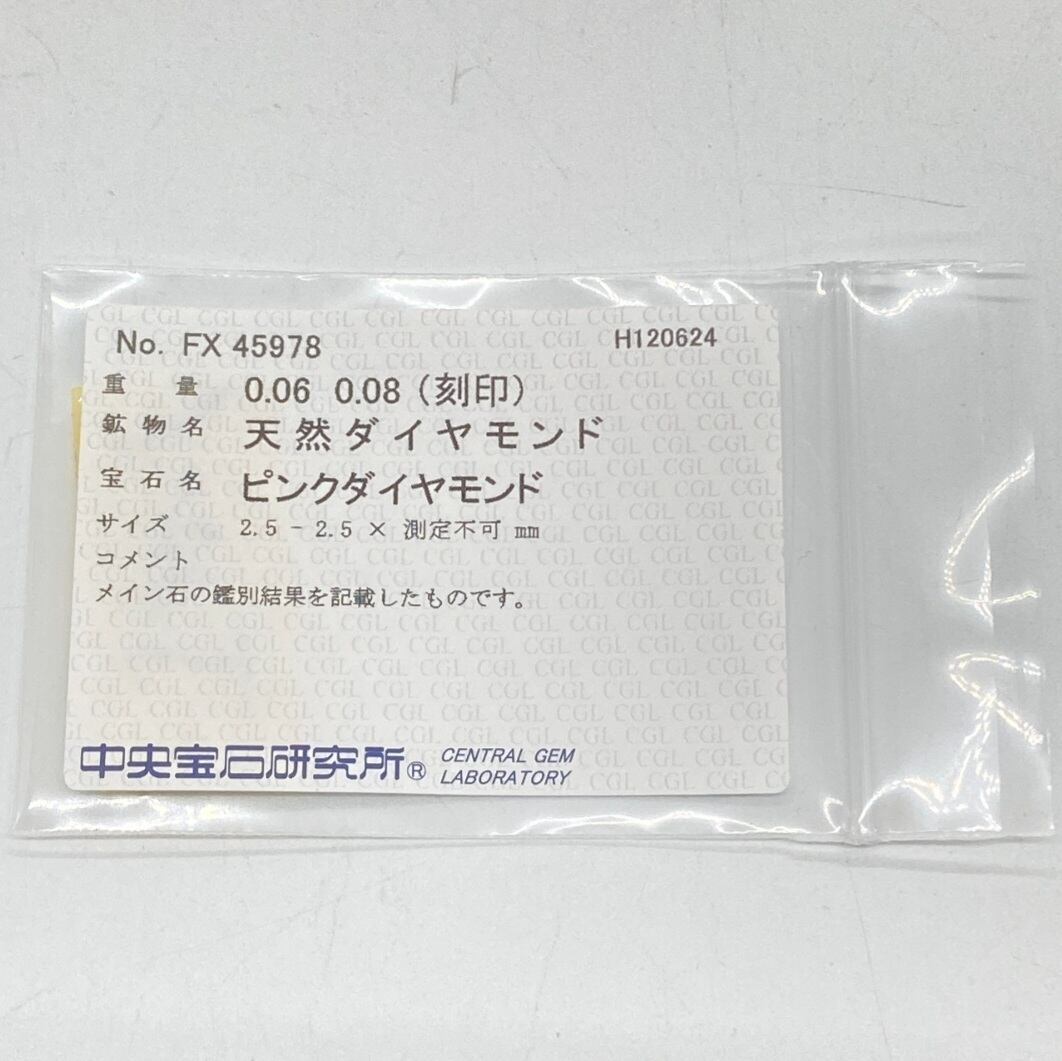 No. FX 45978 H120624
重 量 0.06 0.08 (刻印)
鉱物名 天然ダイヤモンド
宝石名 ピンクダイヤモンド
サイズ 2.5 - 2.5 × 測定不可 mm
コメント
メイン石の鑑別結果を記載したものです。
中央宝石研究所® CENTRAL GEM
LABORATORY